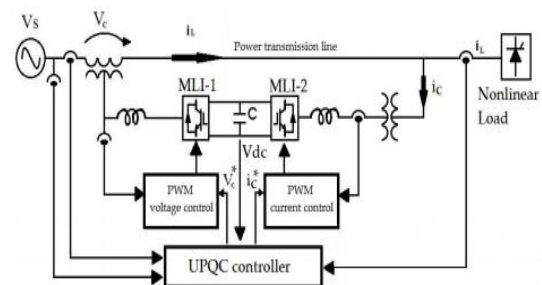 Vs
Vc
iL
Power transmission line
iL
MLI-1
MLI-2
C
iC
Nonlinear
Load
Vdc
PWM
voltage control
Vc*
iC*
PWM
current control
UPQC controller